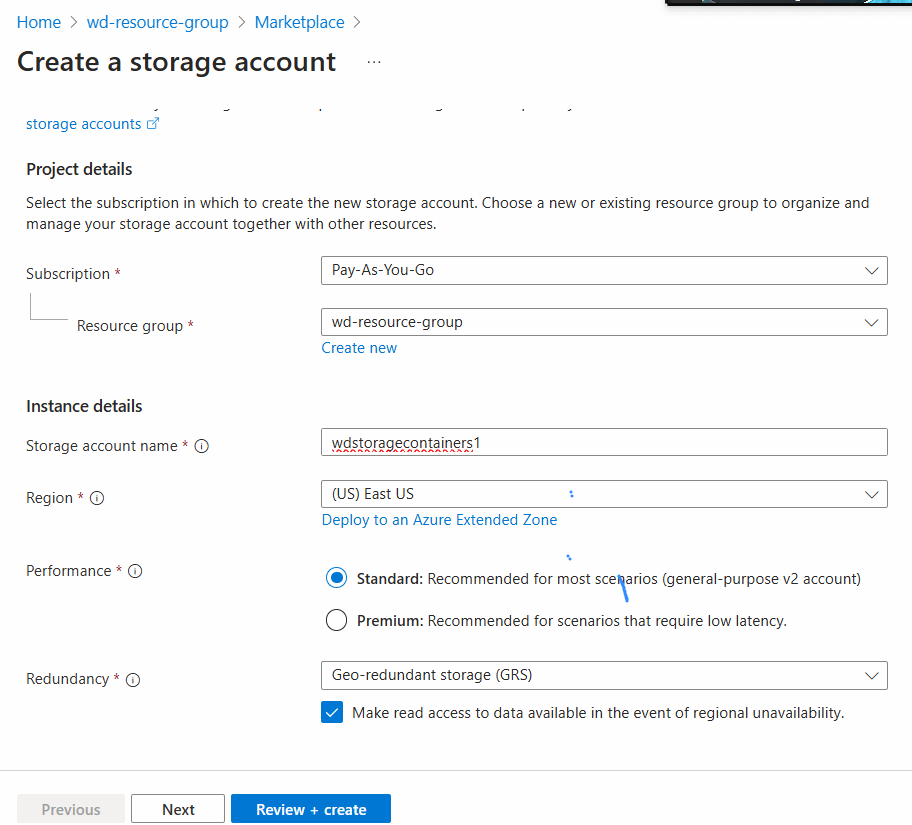 Home > wd-resource-group > Marketplace >
Create a storage account ...
storage accounts
Project details
Select the subscription in which to create the new storage account. Choose a new or existing resource group to organize and
manage your storage account together with other resources.
Subscription *
Pay-As-You-Go
Resource group *
wd-resource-group
Create new
Instance details
Storage account name *
wdstoragecontainers1
Region *
(US) East US
Deploy to an Azure Extended Zone
Performance *
Standard: Recommended for most scenarios (general-purpose v2 account)
Premium: Recommended for scenarios that require low latency.
Redundancy *
Geo-redundant storage (GRS)
Make read access to data available in the event of regional unavailability.
Previous
Next
Review + create